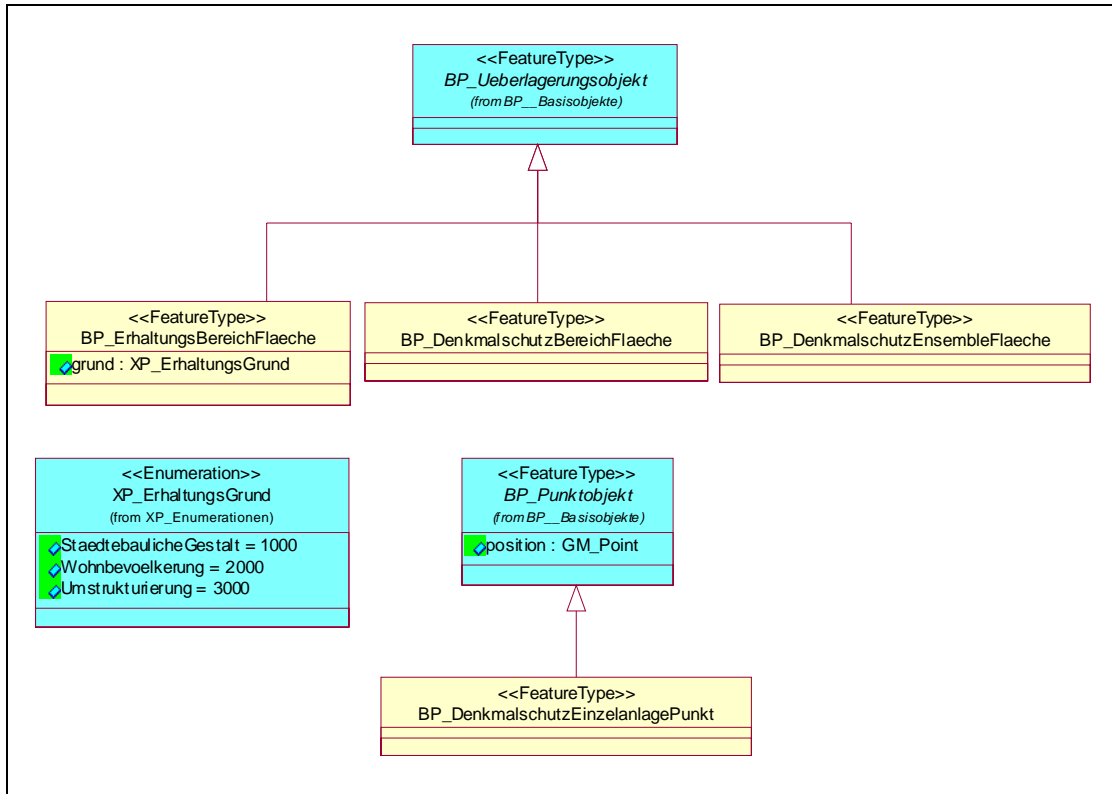 <<FeatureType>>
BP_Ueberlagerungsobjekt
(from BP__Basisobjekte)
<<FeatureType>>
BP_ErhaltungsBereichFlaeche
grund : XP_ErhaltungsGrund
<<FeatureType>>
BP_DenkmalschutzBereichFlaeche
<<FeatureType>>
BP_DenkmalschutzEnsembleFlaeche
<<Enumeration>>
XP_ErhaltungsGrund
(from XP_Enumerationen)
StaedtebaulicheGestalt = 1000
Wohnbevoelkerung = 2000
Umstrukturierung = 3000
<<FeatureType>>
BP_Punktobjekt
(from BP__Basisobjekte)
position : GM_Point
<<FeatureType>>
BP_DenkmalschutzEinzelanlagePunkt